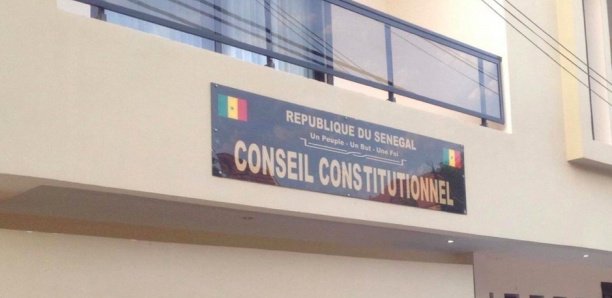 REPUBLIQUE DU SENEGAL
Un Peuple - Un But - Une Foi
CONSEIL CONSTITUTIONNEL